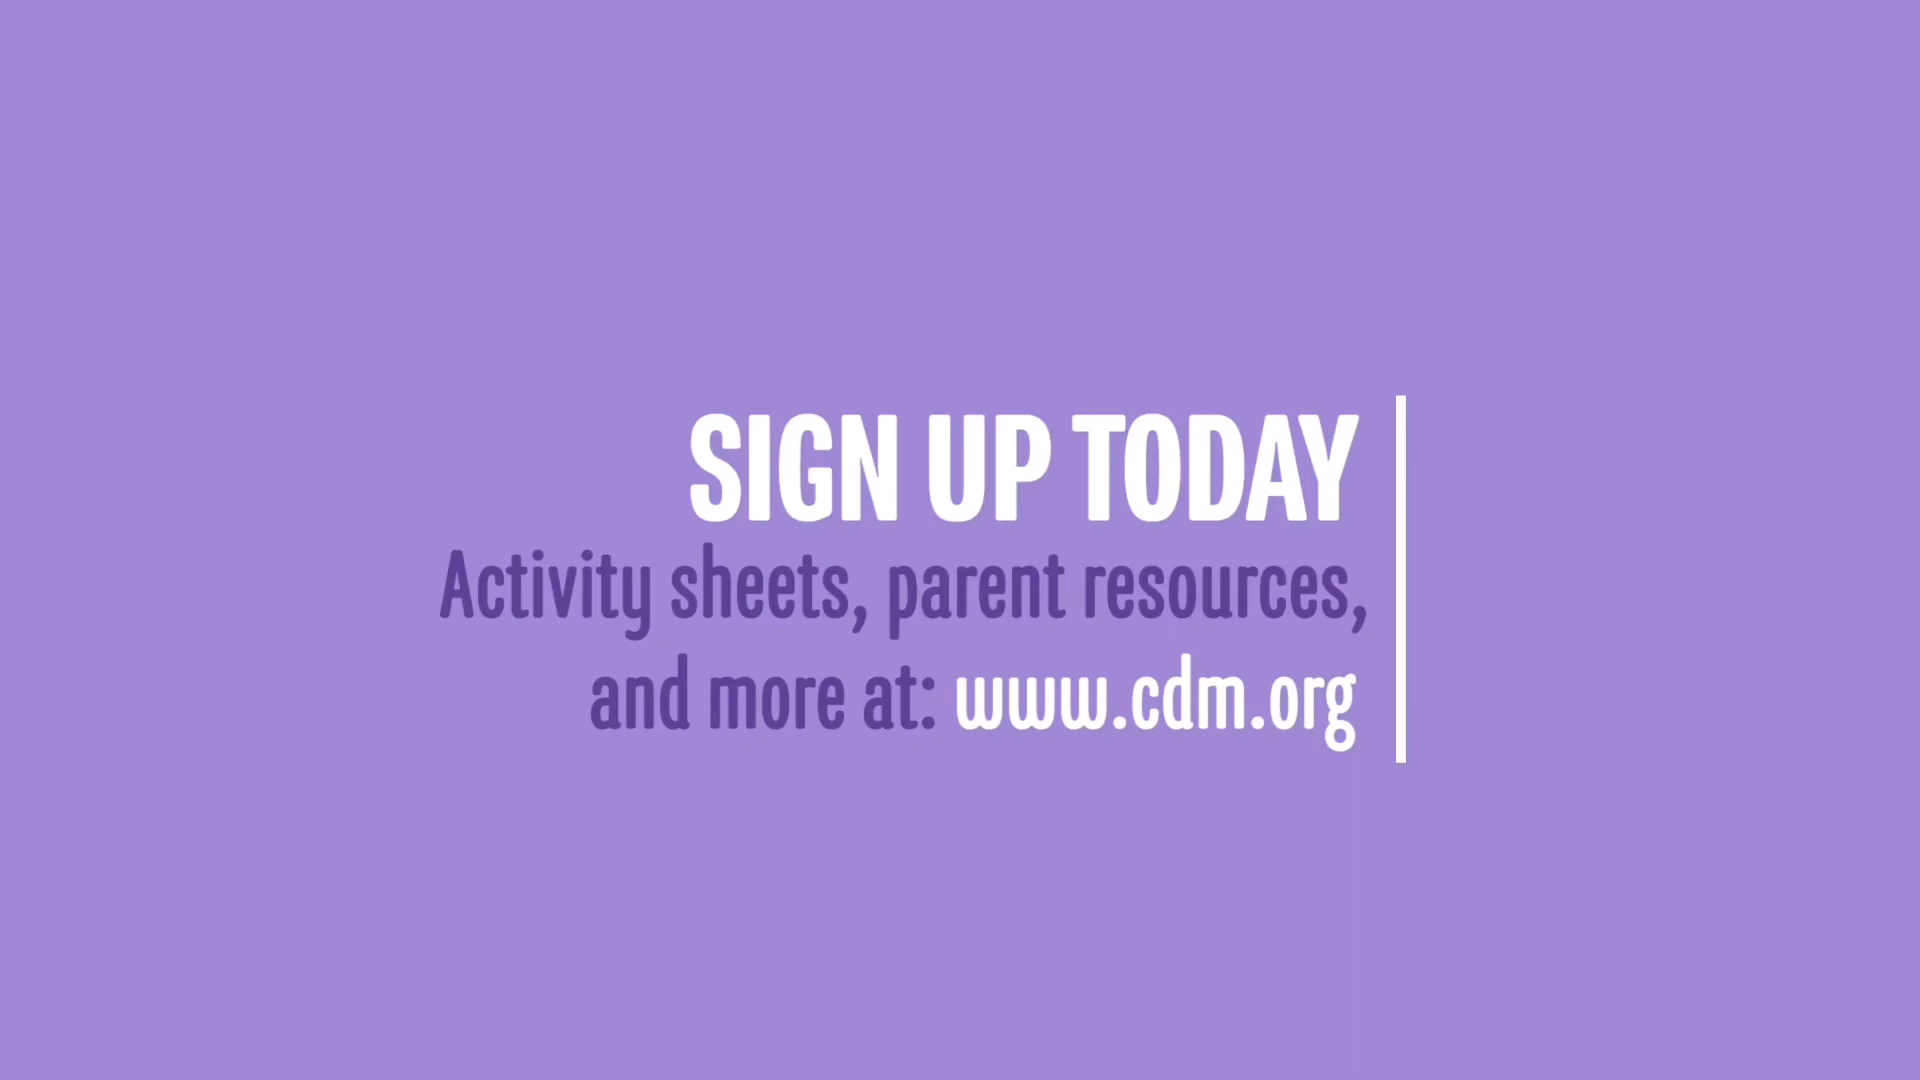 SIGN UP TODAY
Activity sheets, parent resources,
and more at: www.cdm.org